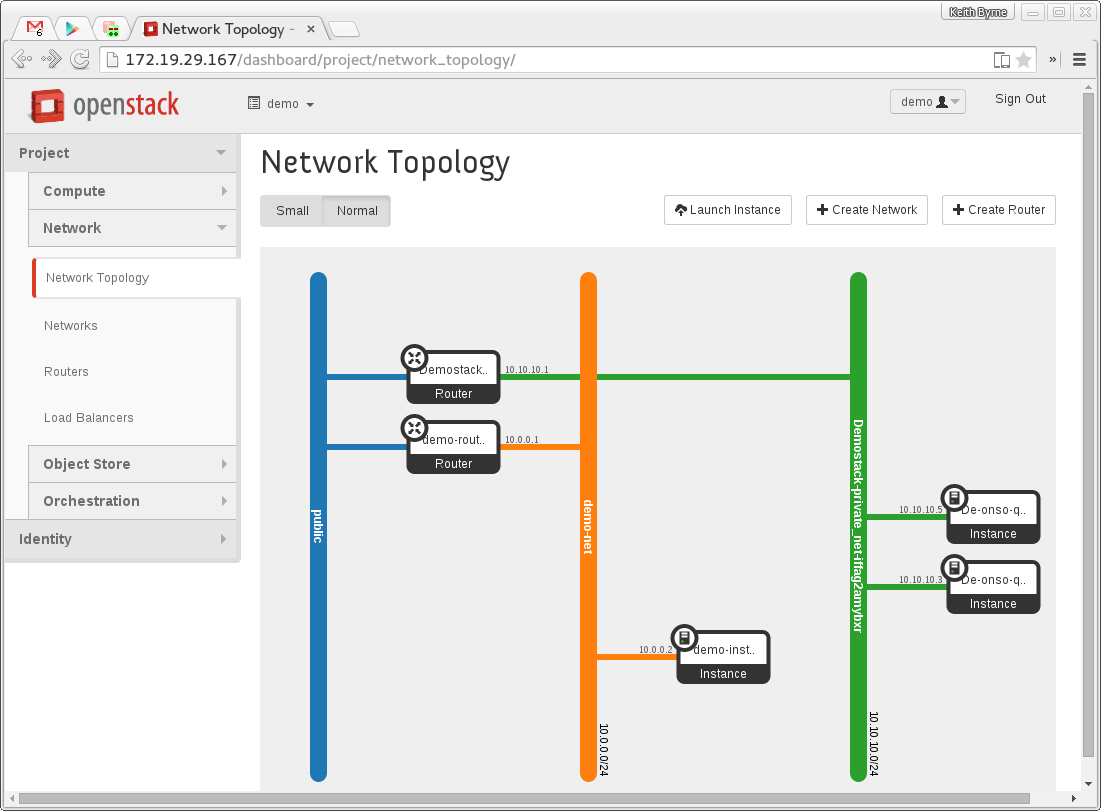 Keith Byrne
6
Network Topology -
172.19.29.167/dashboard/project/network_topology/
openstack
demo
demo
Sign Out
Project
Compute
Network
Network Topology
Networks
Routers
Load Balancers
Object Store
Orchestration
Identity
Network Topology
Small
Normal
Launch Instance
Create Network
Create Router
Demostack..
Router
10.10.10.1
demo-rout..
Router
10.0.0.1
public
demo-net
Demostack-private_net-iffaq2amybxr
10.10.10.5
De-onso-q..
Instance
10.10.10.3
De-onso-q..
Instance
10.0.0.2
demo-inst..
Instance
10.0.0.0/24
10.10.10.0/24